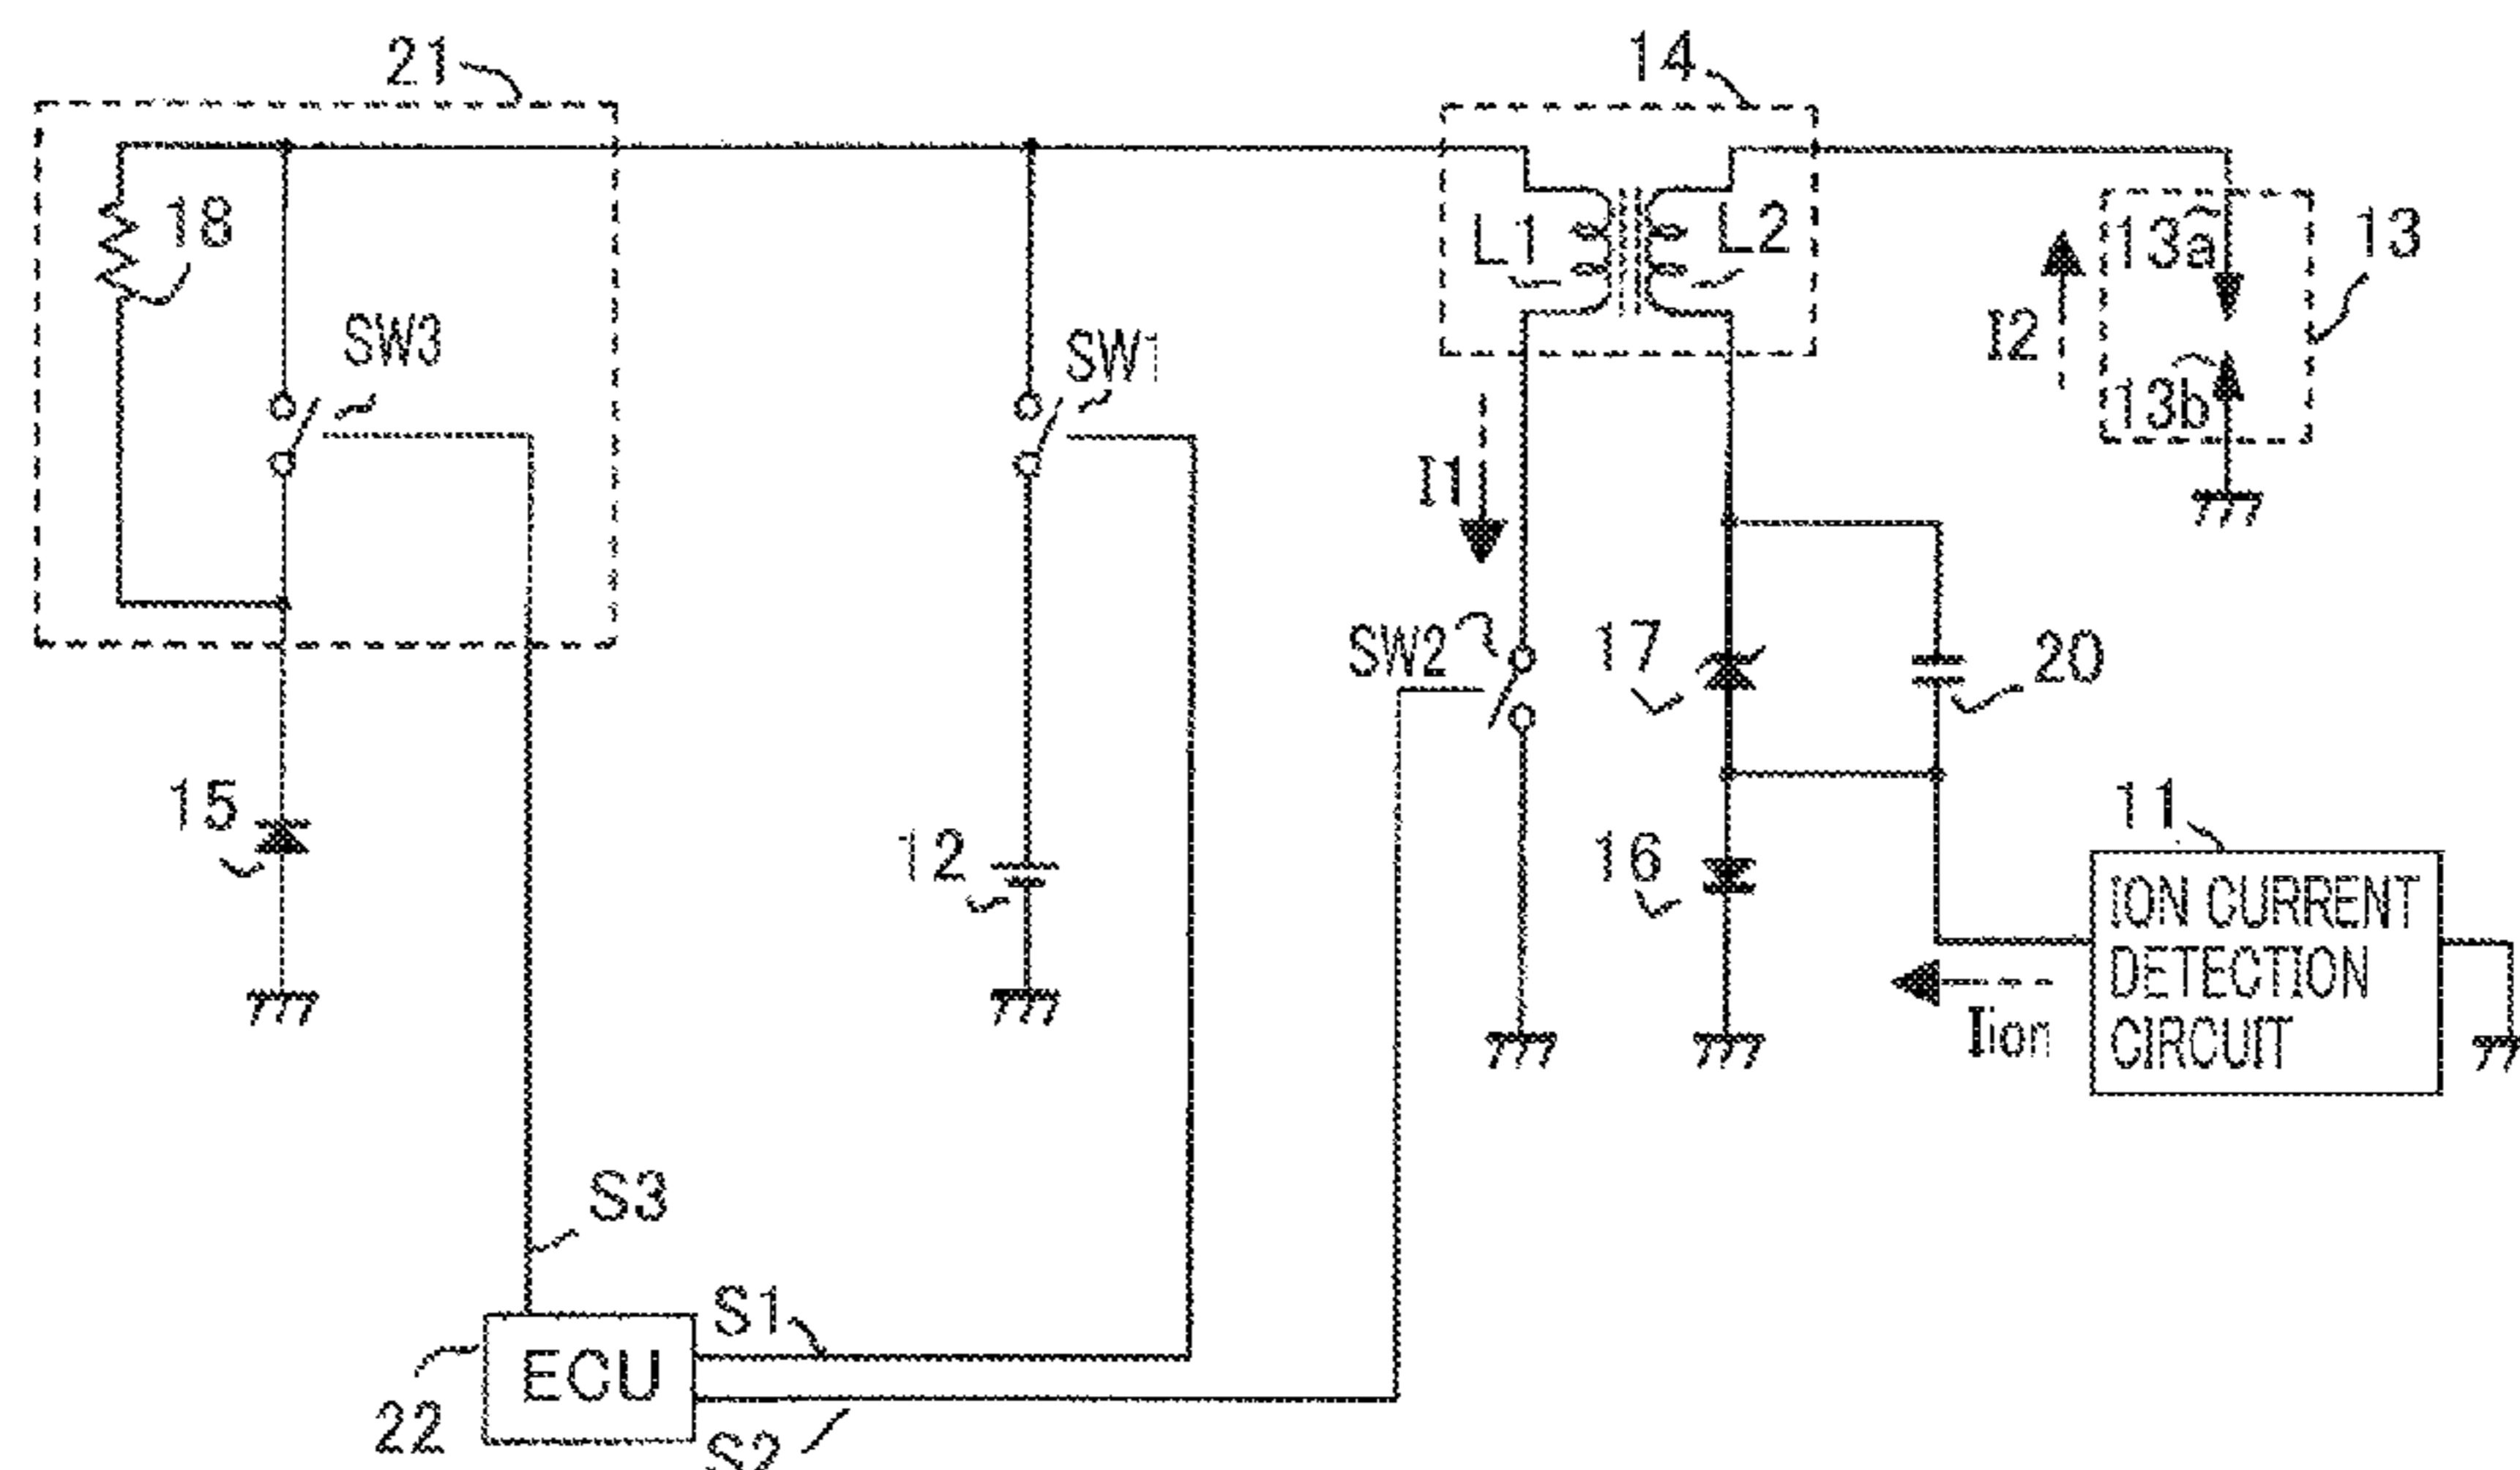 21
14
18
L1
L2
13a
13
SW3
SW1
I2
13b
I1
SW2
17
20
15
12
16
11
ION CURRENT
DETECTION
CIRCUIT
Iion
S3
S1
ECU
22
S2